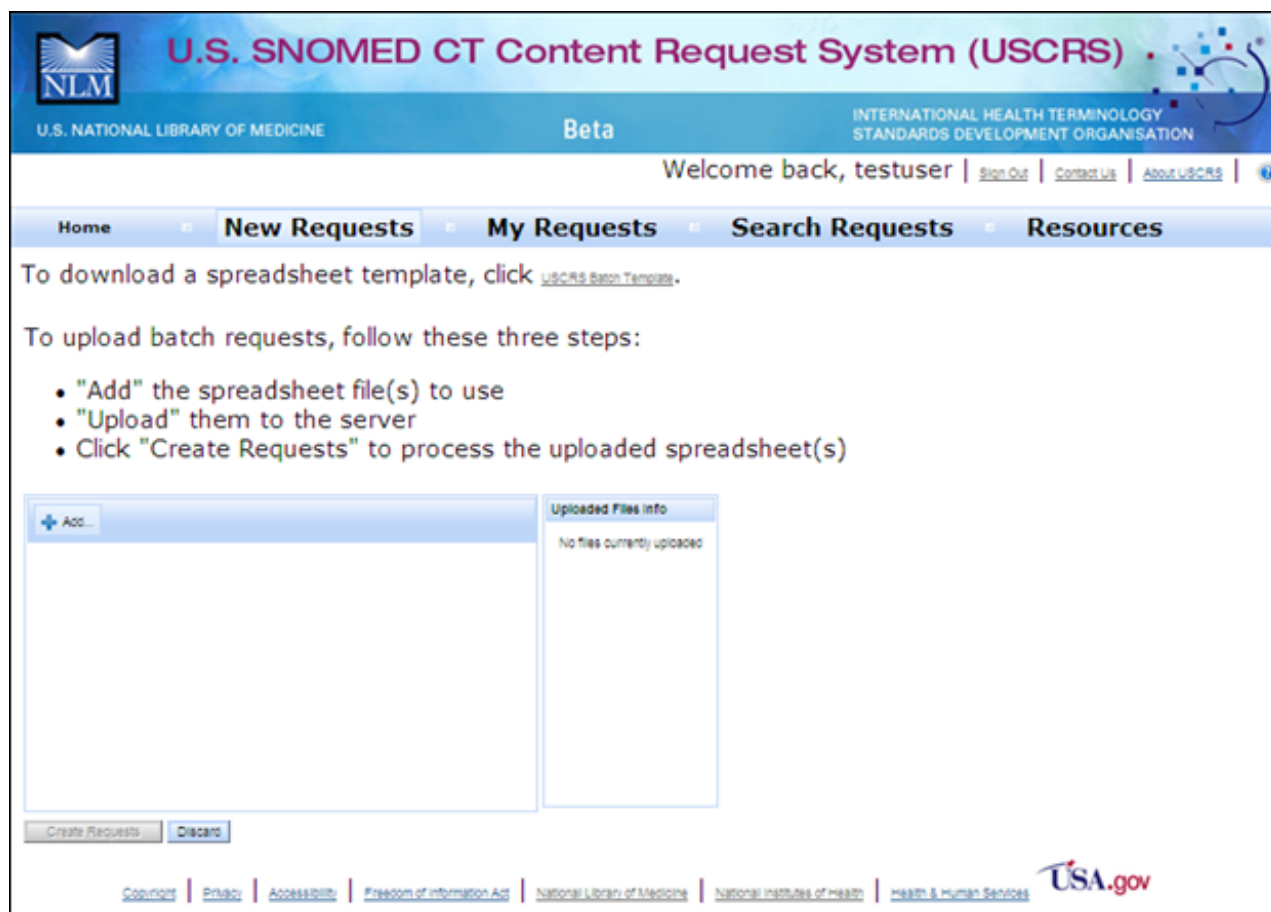 U.S. SNOMED CT Content Request System (USCRS)
NLM
U.S. NATIONAL LIBRARY OF MEDICINE
Beta
INTERNATIONAL HEALTH TERMINOLOGY
STANDARDS DEVELOPMENT ORGANISATION
Welcome back, testuser | Sign Out | Contact Us | About USCRS |
Home New Requests My Requests Search Requests Resources
To download a spreadsheet template, click USCRS Batch Template.
To upload batch requests, follow these three steps:
• "Add" the spreadsheet file(s) to use
• "Upload" them to the server
• Click "Create Requests" to process the uploaded spreadsheet(s)
Add...
Uploaded Files Info
No files currently uploaded
Create Requests Discard
Copyright | Privacy | Accessibility | Freedom of Information Act | National Library of Medicine | National Institutes of Health | Health & Human Services USA.gov